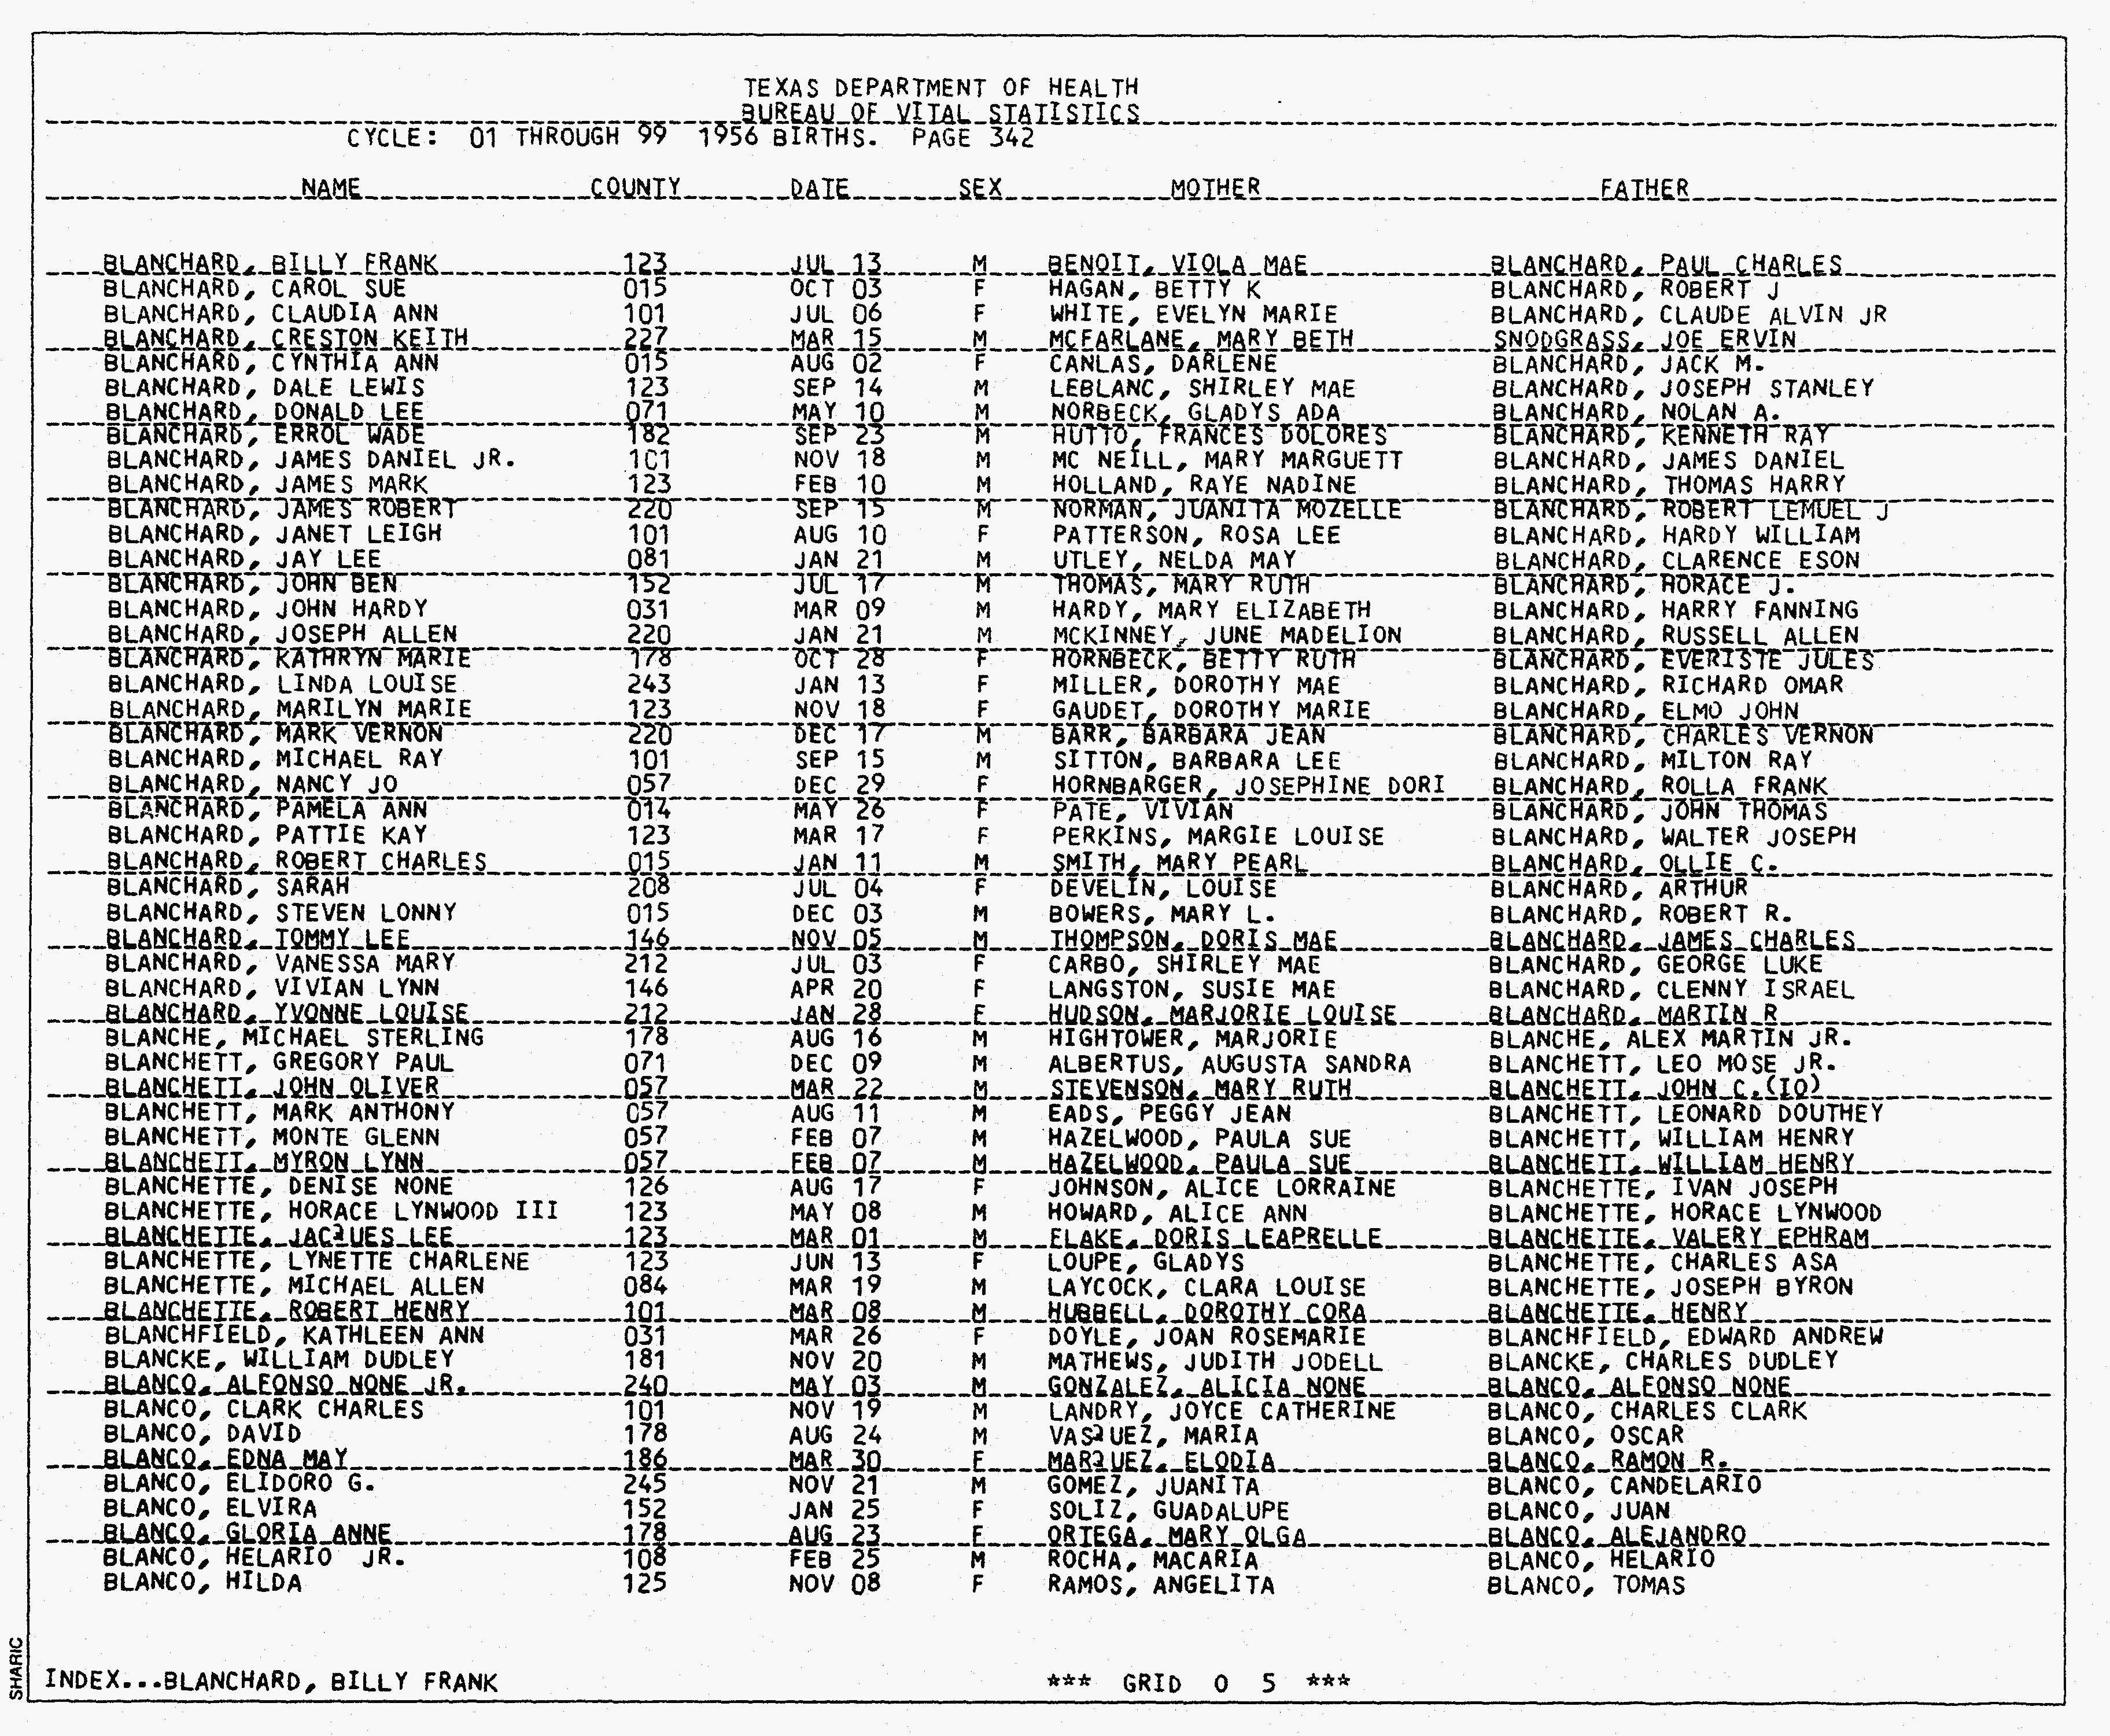 TEXAS DEPARTMENT OF HEALTH
BUREAU OF VITAL STATISTICS
CYCLE: 01 THROUGH 99 1956 BIRTHS. PAGE 342
NAME COUNTY DATE SEX MOTHER FATHER
BLANCHARD, BILLY FRANK 123 JUL 13 M BENOIT, VIOLA MAE BLANCHARD, PAUL CHARLES
BLANCHARD, CAROL SUE 015 OCT 03 F HAGAN, BETTY K BLANCHARD, ROBERT J
BLANCHARD, CLAUDIA ANN 101 JUL 06 F WHITE, EVELYN MARIE BLANCHARD, CLAUDE ALVIN JR
BLANCHARD, CRESTON KEITH 227 MAR 15 M MCFARLANE, MARY BETH SNODGRASS, JOE ERVIN
BLANCHARD, CYNTHIA ANN 015 AUG 02 F CANLAS, DARLENE BLANCHARD, JACK M.
BLANCHARD, DALE LEWIS 123 SEP 14 M LEBLANC, SHIRLEY MAE BLANCHARD, JOSEPH STANLEY
BLANCHARD, DONALD LEE 071 MAY 10 M NORBECK, GLADYS ADA BLANCHARD, NOLAN A.
BLANCHARD, ERROL WADE 182 SEP 23 M HUTTO, FRANCES DOLORES BLANCHARD, KENNETH RAY
BLANCHARD, JAMES DANIEL JR. 101 NOV 18 M MC NEILL, MARY MARGUETT BLANCHARD, JAMES DANIEL
BLANCHARD, JAMES MARK 123 FEB 10 M HOLLAND, RAYE NADINE BLANCHARD, THOMAS HARRY
BLANCHARD, JAMES ROBERT 220 SEP 15 M NORMAN, JUANITA MOZELLE BLANCHARD, ROBERT LEMUEL J
BLANCHARD, JANET LEIGH 101 AUG 10 F PATTERSON, ROSA LEE BLANCHARD, HARDY WILLIAM
BLANCHARD, JAY LEE 081 JAN 21 M UTLEY, NELDA MAY BLANCHARD, CLARENCE ESON
BLANCHARD, JOHN BEN 152 JUL 17 M THOMAS, MARY RUTH BLANCHARD, HORACE J.
BLANCHARD, JOHN HARDY 031 MAR 09 M HARDY, MARY ELIZABETH BLANCHARD, HARRY FANNING
BLANCHARD, JOSEPH ALLEN 220 JAN 21 M MCKINNEY, JUNE MADELION BLANCHARD, RUSSELL ALLEN
BLANCHARD, KATHRYN MARIE 178 OCT 28 F HORNBECK, BETTY RUTH BLANCHARD, EVERISTE JULES
BLANCHARD, LINDA LOUISE 243 JAN 13 F MILLER, DOROTHY MAE BLANCHARD, RICHARD OMAR
BLANCHARD, MARILYN MARIE 123 NOV 18 F GAUDET, DOROTHY MARIE BLANCHARD, ELMO JOHN
BLANCHARD, MARK VERNON 220 DEC 17 M BARR, BARBARA JEAN BLANCHARD, CHARLES VERNON
BLANCHARD, MICHAEL RAY 101 SEP 15 M SITTON, BARBARA LEE BLANCHARD, MILTON RAY
BLANCHARD, NANCY JO 057 DEC 29 F HORNBARGER, JOSEPHINE DORI BLANCHARD, ROLLA FRANK
BLANCHARD, PAMELA ANN 014 MAY 26 F PATE, VIVIAN BLANCHARD, JOHN THOMAS
BLANCHARD, PATTIE KAY 123 MAR 17 F PERKINS, MARGIE LOUISE BLANCHARD, WALTER JOSEPH
BLANCHARD, ROBERT CHARLES 015 JAN 11 M SMITH, MARY PEARL BLANCHARD, OLLIE C.
BLANCHARD, SARAH 208 JUL 04 F DEVELIN, LOUISE BLANCHARD, ARTHUR
BLANCHARD, STEVEN LONNY 015 DEC 03 M BOWERS, MARY L. BLANCHARD, ROBERT R.
BLANCHARD, TOMMY LEE 146 NOV 05 M THOMPSON, DORIS MAE BLANCHARD, JAMES CHARLES
BLANCHARD, VANESSA MARY 212 JUL 03 F CARBO, SHIRLEY MAE BLANCHARD, GEORGE LUKE
BLANCHARD, VIVIAN LYNN 146 APR 20 F LANGSTON, SUSIE MAE BLANCHARD, CLENNY ISRAEL
BLANCHARD, YVONNE LOUISE 212 JAN 28 F HUDSON, MARJORIE LOUISE BLANCHARD, MARTIN R
BLANCHE, MICHAEL STERLING 178 AUG 16 M HIGHTOWER, MARJORIE BLANCHE, ALEX MARTIN JR.
BLANCHETT, GREGORY PAUL 071 DEC 09 M ALBERTUS, AUGUSTA SANDRA BLANCHETT, LEO MOSE JR.
BLANCHETT, JOHN OLIVER 057 MAR 22 M STEVENSON, MARY RUTH BLANCHETT, JOHN C.(IO)
BLANCHETT, MARK ANTHONY 057 AUG 11 M EADS, PEGGY JEAN BLANCHETT, LEONARD DOUTHEY
BLANCHETT, MONTE GLENN 057 FEB 07 M HAZELWOOD, PAULA SUE BLANCHETT, WILLIAM HENRY
BLANCHETT, MYRON LYNN 057 FEB 07 M HAZELWOOD, PAULA SUE BLANCHETT, WILLIAM HENRY
BLANCHETTE, DENISE NONE 126 AUG 17 F JOHNSON, ALICE LORRAINE BLANCHETTE, IVAN JOSEPH
BLANCHETTE, HORACE LYNWOOD III 123 MAY 08 M HOWARD, ALICE ANN BLANCHETTE, HORACE LYNWOOD
BLANCHETTE, JACQUES LEE 123 MAR 01 M FLAKE, DORIS LEAPRELLE BLANCHETTE, VALERY EPHRAM
BLANCHETTE, LYNETTE CHARLENE 123 JUN 13 F LOUPE, GLADYS BLANCHETTE, CHARLES ASA
BLANCHETTE, MICHAEL ALLEN 084 MAR 19 M LAYCOCK, CLARA LOUISE BLANCHETTE, JOSEPH BYRON
BLANCHETTE, ROBERT HENRY 101 MAR 08 M HUBBELL, DOROTHY CORA BLANCHETTE, HENRY
BLANCHFIELD, KATHLEEN ANN 031 MAR 26 F DOYLE, JOAN ROSEMARIE BLANCHFIELD, EDWARD ANDREW
BLANCKE, WILLIAM DUDLEY 181 NOV 20 M MATHEWS, JUDITH JODELL BLANCKE, CHARLES DUDLEY
BLANCO, ALFONSO NONE JR. 240 MAY 03 M GONZALEZ, ALICIA NONE BLANCO, ALFONSO NONE
BLANCO, CLARK CHARLES 101 NOV 19 M LANDRY, JOYCE CATHERINE BLANCO, CHARLES CLARK
BLANCO, DAVID 178 AUG 24 M VASQUEZ, MARIA BLANCO, OSCAR
BLANCO, EDNA MAY 186 MAR 30 F MARQUEZ, ELODIA BLANCO, RAMON R.
BLANCO, ELIDORO G. 245 NOV 21 M GOMEZ, JUANITA BLANCO, CANDELARIO
BLANCO, ELVIRA 152 JAN 25 F SOLIZ, GUADALUPE BLANCO, JUAN
BLANCO, GLORIA ANNE 178 AUG 23 F ORTEGA, MARY OLGA BLANCO, ALEJANDRO
BLANCO, HELARIO JR. 108 FEB 25 M ROCHA, MACARIA BLANCO, HELARIO
BLANCO, HILDA 125 NOV 08 F RAMOS, ANGELITA BLANCO, TOMAS
SHARIC
INDEX...BLANCHARD, BILLY FRANK *** GRID O 5 ***